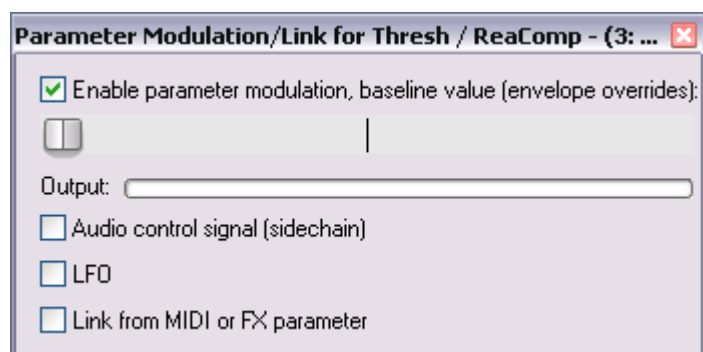 Parameter Modulation/Link for Thresh / ReaComp - (3: ...
Enable parameter modulation, baseline value (envelope overrides):
Output:
Audio control signal (sidechain)
LFO
Link from MIDI or FX parameter